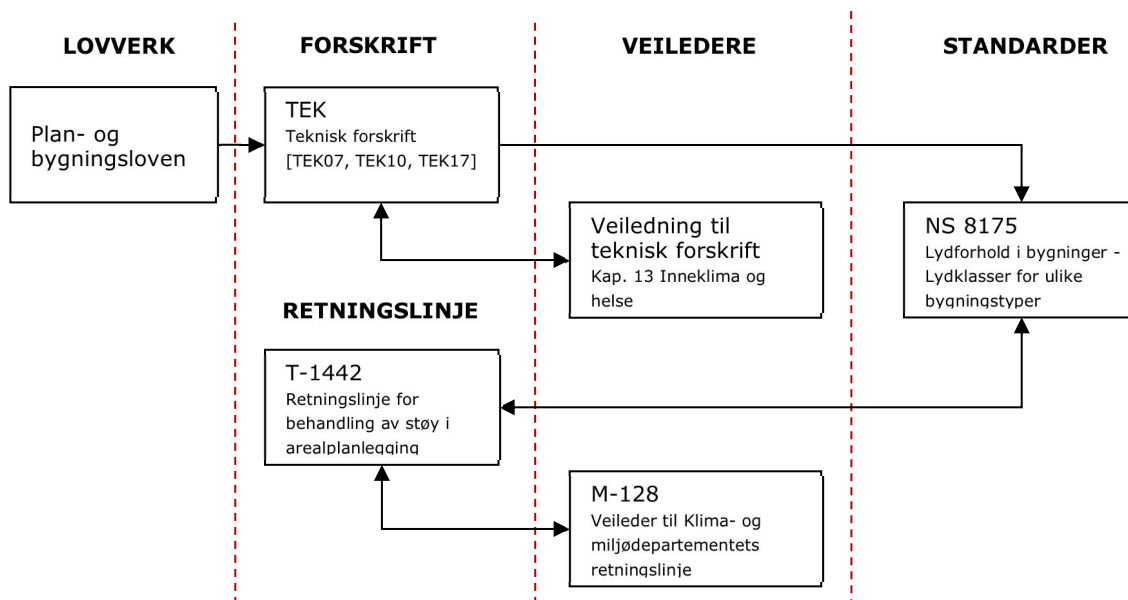 LOVVERK
FORSKRIFT
VEILEDERE
STANDARDER
Plan- og
bygningsloven
TEK
Teknisk forskrift
[TEK07, TEK10, TEK17]
Veiledning til
teknisk forskrift
Kap. 13 Inneklima og
helse
NS 8175
Lydforhold i bygninger -
Lydklasser for ulike
bygningstyper
RETNINGSLINJE
T-1442
Retningslinje for
behandling av støy i
arealplanlegging
M-128
Veileder til Klima- og
miljødepartementets
retningslinje